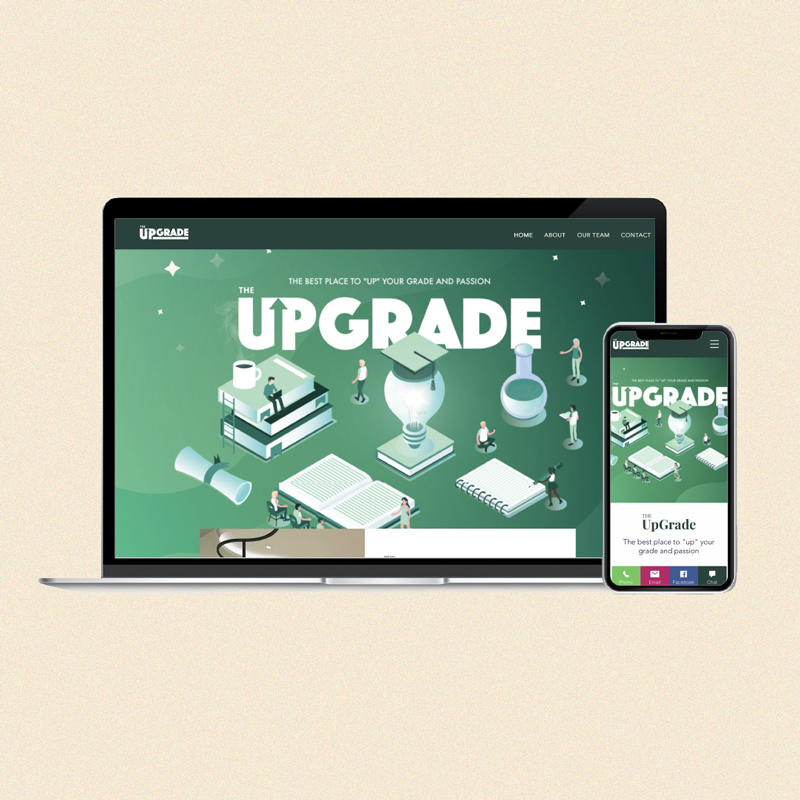 THE
UPGRADE
HOME ABOUT OUR TEAM CONTACT
THE BEST PLACE TO "UP" YOUR GRADE AND PASSION
THE
UPGRADE
THE
UPGRADE
THE BEST PLACE TO "UP" YOUR GRADE AND PASSION
UPGRADE
THE
UpGrade
The best place to "up" your
grade and passion
Phone Email Facebook Chat